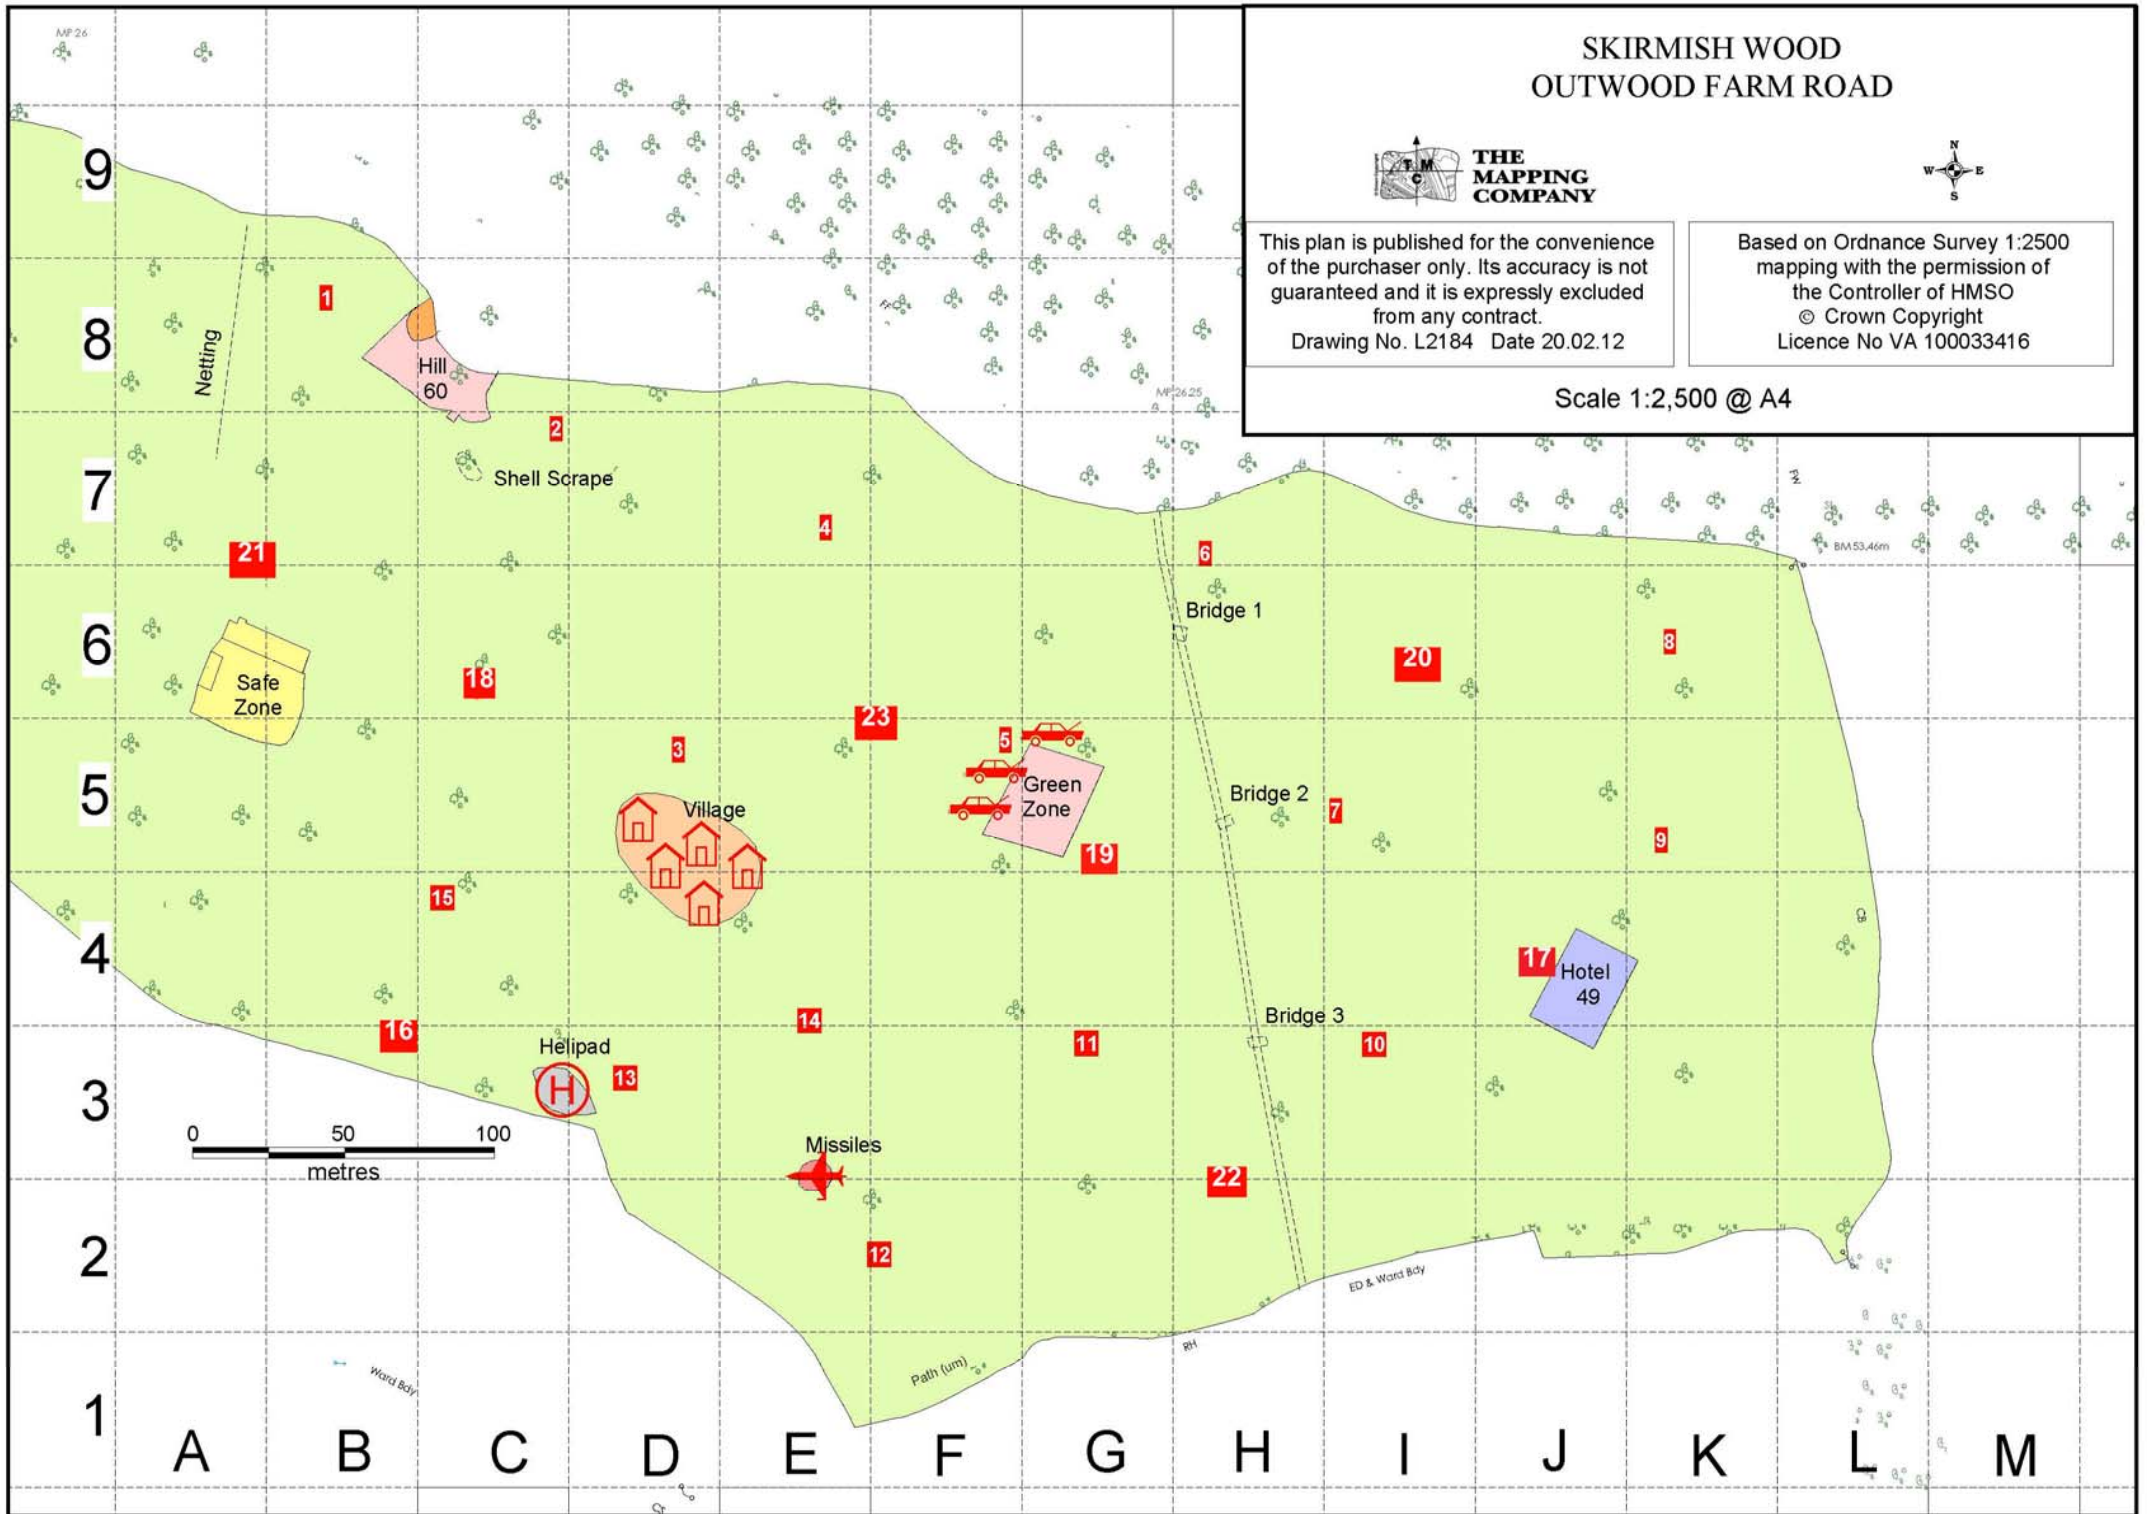 MP 26
SKIRMISH WOOD
OUTWOOD FARM ROAD
T M
C
THE
MAPPING
COMPANY
N
W E
S
This plan is published for the convenience
of the purchaser only. Its accuracy is not
guaranteed and it is expressly excluded
from any contract.
Drawing No. L2184 Date 20.02.12
Based on Ordnance Survey 1:2500
mapping with the permission of
the Controller of HMSO
© Crown Copyright
Licence No VA 100033416
Scale 1:2,500 @ A4
9
1
8
Netting
Hill
60
MP 26.25
2
7
Shell Scrape
4
21
6
BM 53.46m
Bridge 1
6
8
18
20
Safe
Zone
23
3
5
Green
Zone
Village
5
Bridge 2
7
9
19
15
4
17
Hotel
49
14
Bridge 3
16
Helipad
11
10
13
H
3
0 50 100
metres
Missiles
22
2
12
ED & Ward Bdy
RH
Path (um)
Ward Bdy
1
A B C D E F G H I J K L M